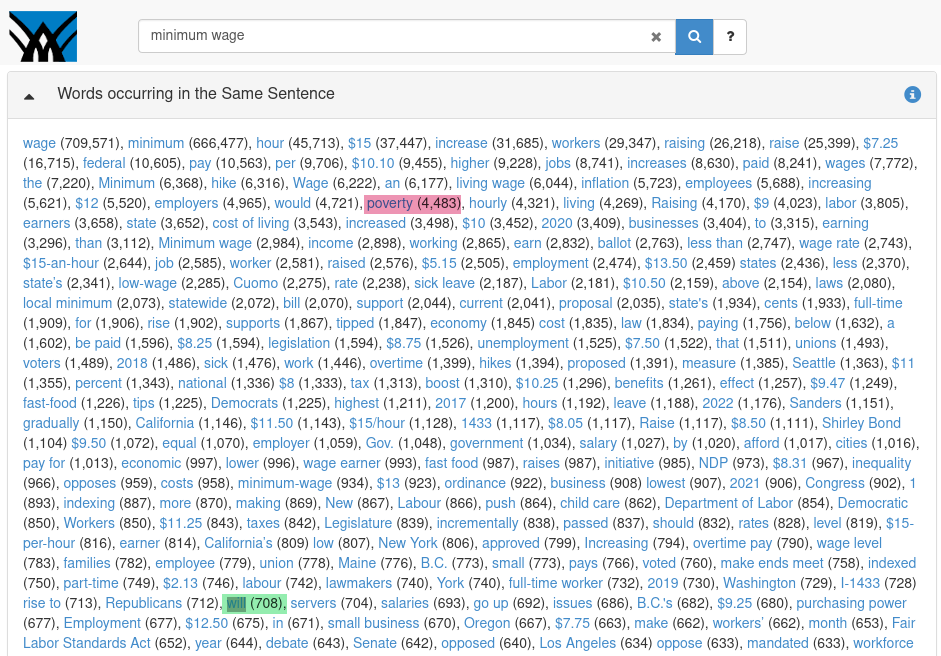 minimum wage ?
Words occurring in the Same Sentence
wage (709,571), minimum (666,477), hour (45,713), $15 (37,447), increase (31,685), workers (29,347), raising (26,218), raise (25,399), $7.25
(16,715), federal (10,605), pay (10,563), per (9,706), $10.10 (9,455), higher (9,228), jobs (8,741), increases (8,630), paid (8,241), wages (7,772),
the (7,220), Minimum (6,368), hike (6,316), Wage (6,222), an (6,177), living wage (6,044), inflation (5,723), employees (5,688), increasing
(5,621), $12 (5,520), employers (4,965), would (4,721), poverty (4,483), hourly (4,321), living (4,269), Raising (4,170), $9 (4,023), labor (3,805),
earners (3,658), state (3,652), cost of living (3,543), increased (3,498), $10 (3,452), 2020 (3,409), businesses (3,404), to (3,315), earning
(3,296), than (3,112), Minimum wage (2,984), income (2,898), working (2,865), earn (2,832), ballot (2,763), less than (2,747), wage rate (2,743),
$15-an-hour (2,644), job (2,585), worker (2,581), raised (2,576), $5.15 (2,505), employment (2,474), $13.50 (2,459) states (2,436), less (2,370),
state's (2,341), low-wage (2,285), Cuomo (2,275), rate (2,238), sick leave (2,187), Labor (2,181), $10.50 (2,159), above (2,154), laws (2,080),
local minimum (2,073), statewide (2,072), bill (2,070), support (2,044), current (2,041), proposal (2,035), state's (1,934), cents (1,933), full-time
(1,909), for (1,906), rise (1,902), supports (1,867), tipped (1,847), economy (1,845) cost (1,835), law (1,834), paying (1,756), below (1,632), a
(1,602), be paid (1,596), $8.25 (1,594), legislation (1,594), $8.75 (1,526), unemployment (1,525), $7.50 (1,522), that (1,511), unions (1,493),
voters (1,489), 2018 (1,486), sick (1,476), work (1,446), overtime (1,399), hikes (1,394), proposed (1,391), measure (1,385), Seattle (1,363), $11
(1,355), percent (1,343), national (1,336) $8 (1,333), tax (1,313), boost (1,310), $10.25 (1,296), benefits (1,261), effect (1,257), $9.47 (1,249),
fast-food (1,226), tips (1,225), Democrats (1,225), highest (1,211), 2017 (1,200), hours (1,192), leave (1,188), 2022 (1,176), Sanders (1,151),
gradually (1,150), California (1,146), $11.50 (1,143), $15/hour (1,128), 1433 (1,117), $8.05 (1,117), Raise (1,117), $8.50 (1,111), Shirley Bond
(1,104) $9.50 (1,072), equal (1,070), employer (1,059), Gov. (1,048), government (1,034), salary (1,027), by (1,020), afford (1,017), cities (1,016),
pay for (1,013), economic (997), lower (996), wage earner (993), fast food (987), raises (987), initiative (985), NDP (973), $8.31 (967), inequality
(966), opposes (959), costs (958), minimum-wage (934), $13 (923), ordinance (922), business (908) lowest (907), 2021 (906), Congress (902), 1
(893), indexing (887), more (870), making (869), New (867), Labour (866), push (864), child care (862), Department of Labor (854), Democratic
(850), Workers (850), $11.25 (843), taxes (842), Legislature (839), incrementally (838), passed (837), should (832), rates (828), level (819), $15-
per-hour (816), earner (814), California's (809) low (807), New York (806), approved (799), Increasing (794), overtime pay (790), wage level
(783), families (782), employee (779), union (778), Maine (776), B.C. (773), small (773), pays (766), voted (760), make ends meet (758), indexed
(750), part-time (749), $2.13 (746), labour (742), lawmakers (740), York (740), full-time worker (732), 2019 (730), Washington (729), I-1433 (728)
rise to (713), Republicans (712), will (708), servers (704), salaries (693), go up (692), issues (686), B.C.'s (682), $9.25 (680), purchasing power
(677), Employment (677), $12.50 (675), in (671), small business (670), Oregon (667), $7.75 (663), make (662), workers' (662), month (653), Fair
Labor Standards Act (652), year (644), debate (643), Senate (642), opposed (640), Los Angeles (634) oppose (633), mandated (633), workforce